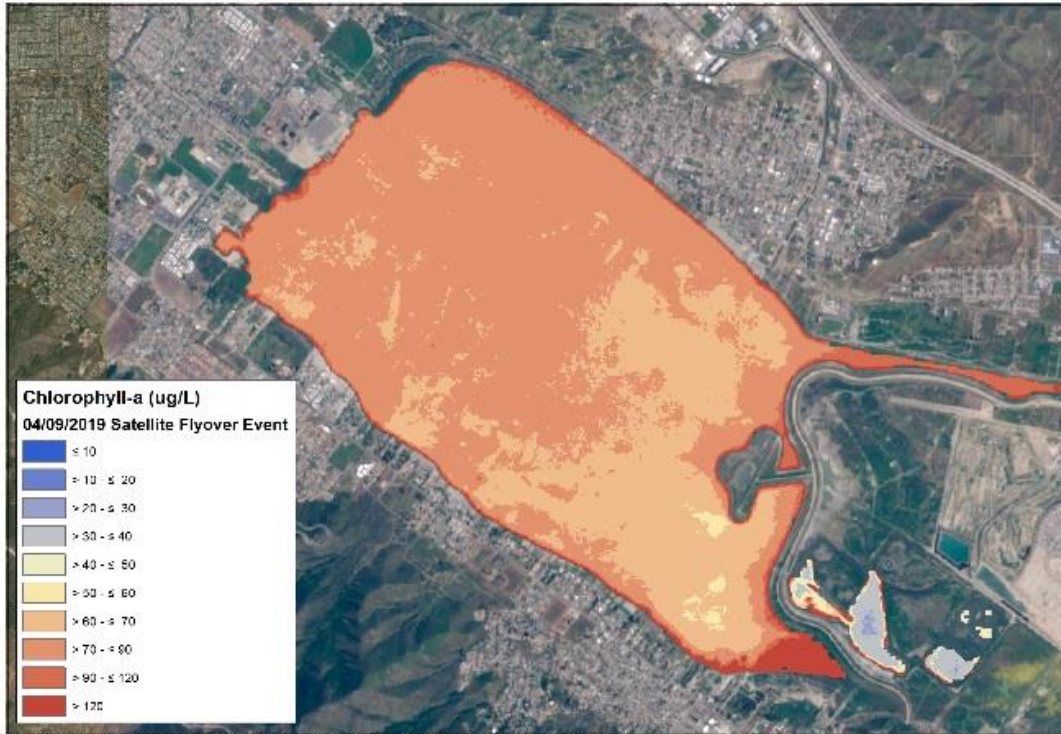 Chlorophyll-a (ug/L)
04/09/2019 Satellite Flyover Event
≤ 10
> 10 - ≤ 20
> 20 - ≤ 30
> 30 - ≤ 40
> 40 - ≤ 50
> 50 - ≤ 60
> 60 - ≤ 70
> 70 - ≤ 90
> 90 - ≤ 120
> 120